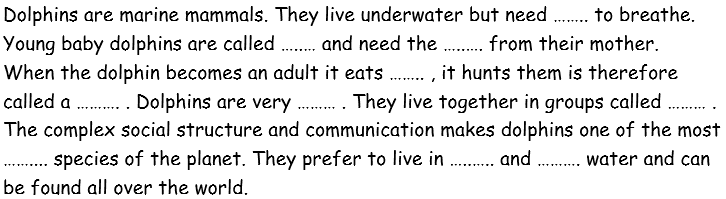 Dolphins are marine mammals. They live underwater but need ........ to breathe.
Young baby dolphins are called ........ and need the ......... from their mother.
When the dolphin becomes an adult it eats ........ , it hunts them is therefore
called a .......... . Dolphins are very ......... . They live together in groups called ......... .
The complex social structure and communication makes dolphins one of the most
.......... species of the planet. They prefer to live in .......... and .......... water and can
be found all over the world.